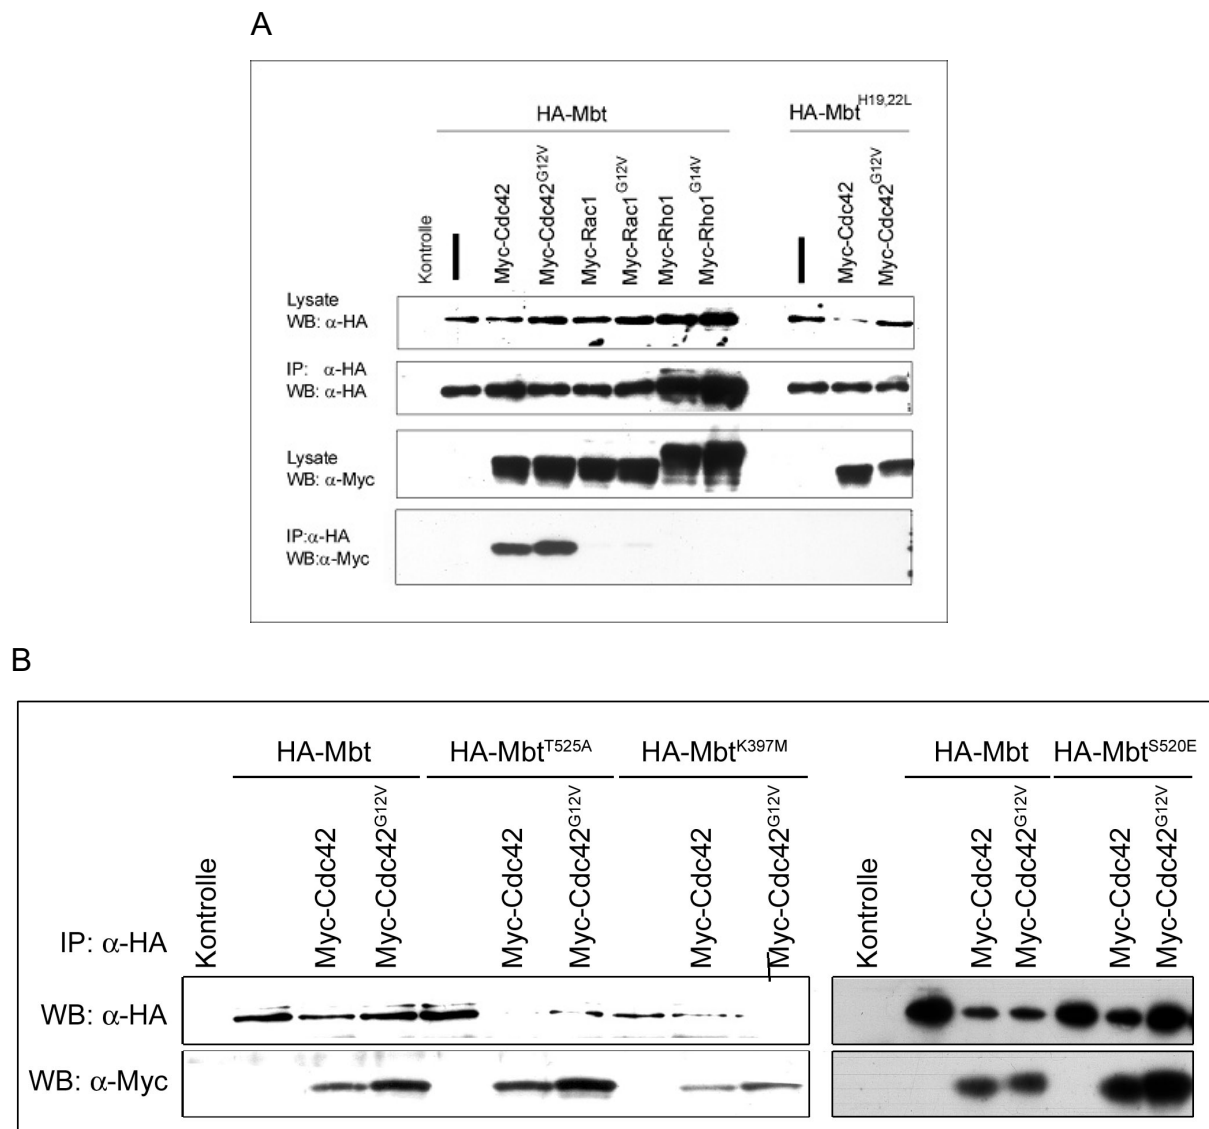 A
HA-Mbt
HA-Mbt^H19,22L
Kontrolle
Myc-Cdc42
Myc-Cdc42^G12V
Myc-Rac1
Myc-Rac1^G12V
Myc-Rho1
Myc-Rho1^G14V
Myc-Cdc42
Myc-Cdc42^G12V
Lysate
WB: α-HA
IP: α-HA
WB: α-HA
Lysate
WB: α-Myc
IP:α-HA
WB:α-Myc
B
HA-Mbt
HA-Mbt^T525A
HA-Mbt^K397M
HA-Mbt
HA-Mbt^S520E
IP: α-HA
Kontrolle
Myc-Cdc42
Myc-Cdc42^G12V
Myc-Cdc42
Myc-Cdc42^G12V
Myc-Cdc42
Myc-Cdc42^G12V
Kontrolle
Myc-Cdc42
Myc-Cdc42^G12V
Myc-Cdc42
Myc-Cdc42^G12V
WB: α-HA
WB: α-Myc